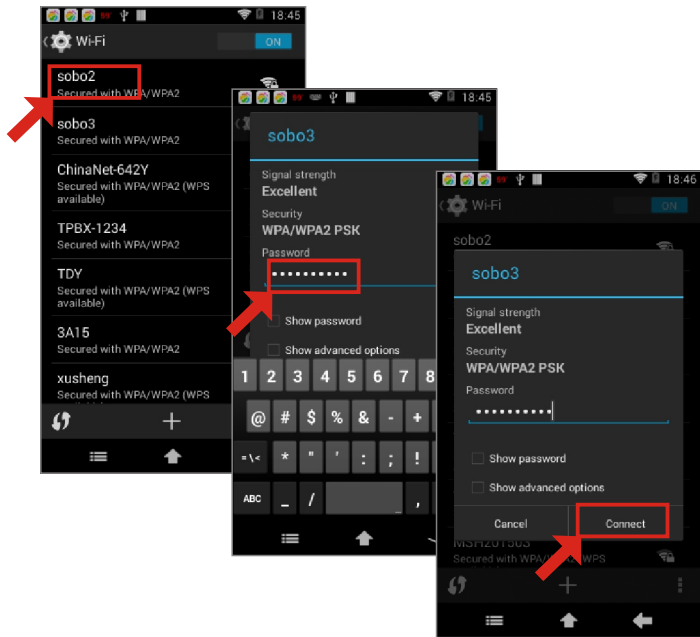 18:45
Wi-Fi
ON
sobo2
Secured with WPA/WPA2
sobo3
Secured with WPA/WPA2
ChinaNet-642Y
Secured with WPA/WPA2 (WPS
available)
TPBX-1234
Secured with WPA/WPA2
TDY
Secured with WPA/WPA2 (WPS
available)
3A15
Secured with WPA/WPA2
xusheng
Secured with WPA/WPA2 (WPS
18:45
sobo3
Signal strength
Excellent
Security
WPA/WPA2 PSK
Password
••••••••••
Show password
Show advanced options
1 2 3 4 5 6 7 8
@ # $ % & - +
= \ < * " ' : ; !
ABC _ / ,
18:46
Wi-Fi
ON
sobo2
sobo3
Signal strength
Excellent
Security
WPA/WPA2 PSK
Password
••••••••••
Show password
Show advanced options
Cancel Connect
MSH201503
Secured with WPA/WPA2 (WPS